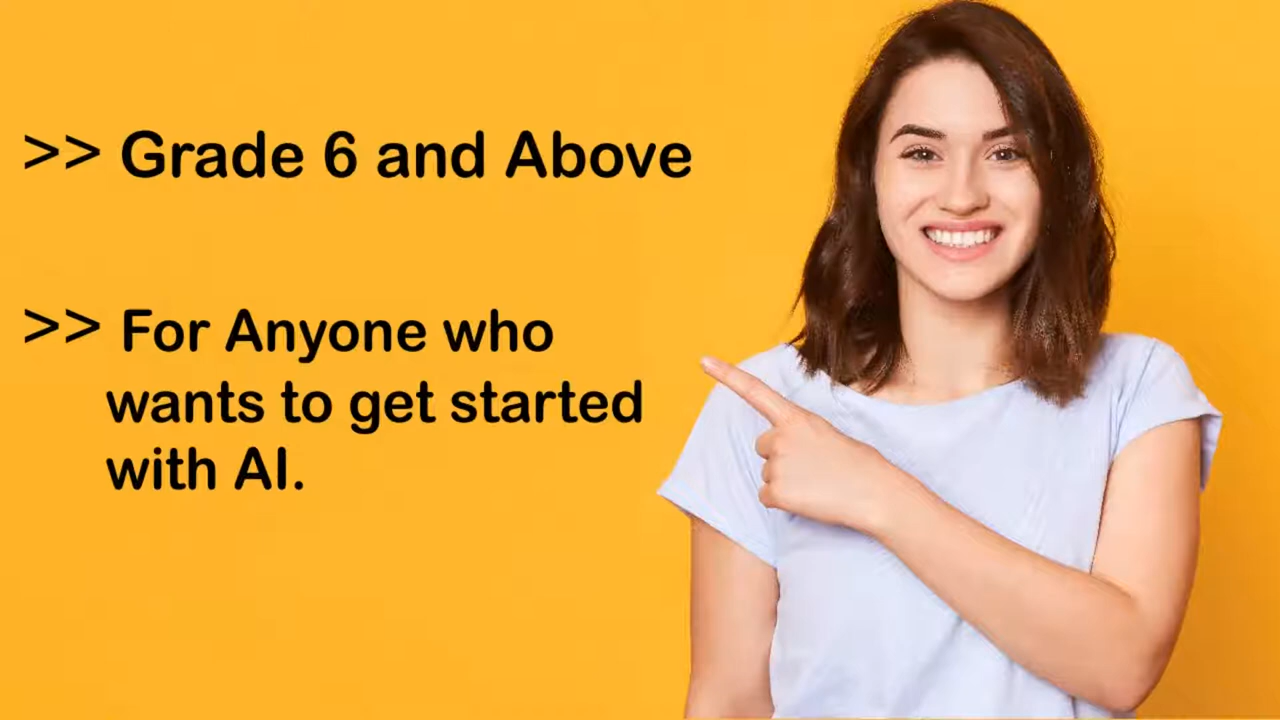 >> Grade 6 and Above
>> For Anyone who
wants to get started
with AI.